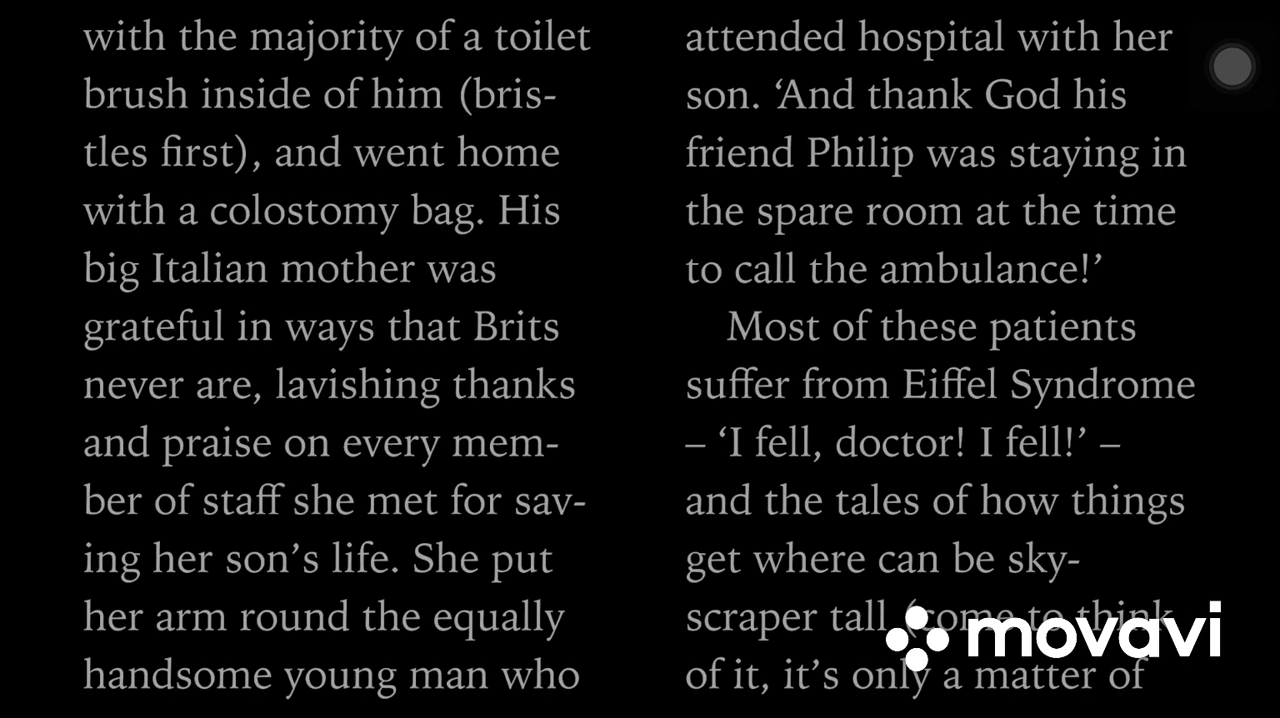 with the majority of a toilet
brush inside of him (bris-
tles first), and went home
with a colostomy bag. His
big Italian mother was
grateful in ways that Brits
never are, lavishing thanks
and praise on every mem-
ber of staff she met for sav-
ing her son’s life. She put
her arm round the equally
handsome young man who
attended hospital with her
son. ‘And thank God his
friend Philip was staying in
the spare room at the time
to call the ambulance!’
Most of these patients
suffer from Eiffel Syndrome
– ‘I fell, doctor! I fell!’ –
and the tales of how things
get where can be sky-
scraper tall (come to think
of it, it’s only a matter of
movavi